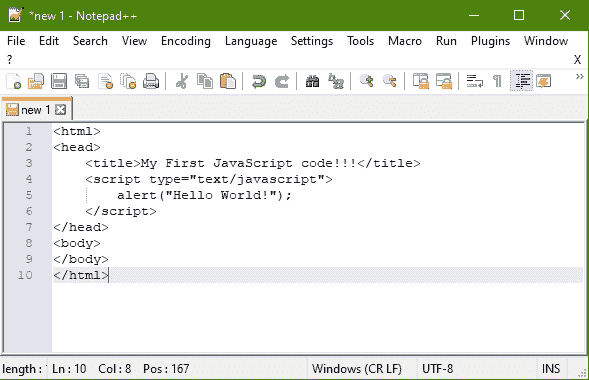 *new 1 - Notepad++
File Edit Search View Encoding Language Settings Tools Macro Run Plugins Window
? X
new 1
1 <html>
2 <head>
3     <title>My First JavaScript code!!!</title>
4     <script type="text/javascript">
5         alert("Hello World!");
6     </script>
7 </head>
8 <body>
9 </body>
10 </html>
length : Ln : 10 Col : 8 Pos : 167 Windows (CR LF) UTF-8 INS